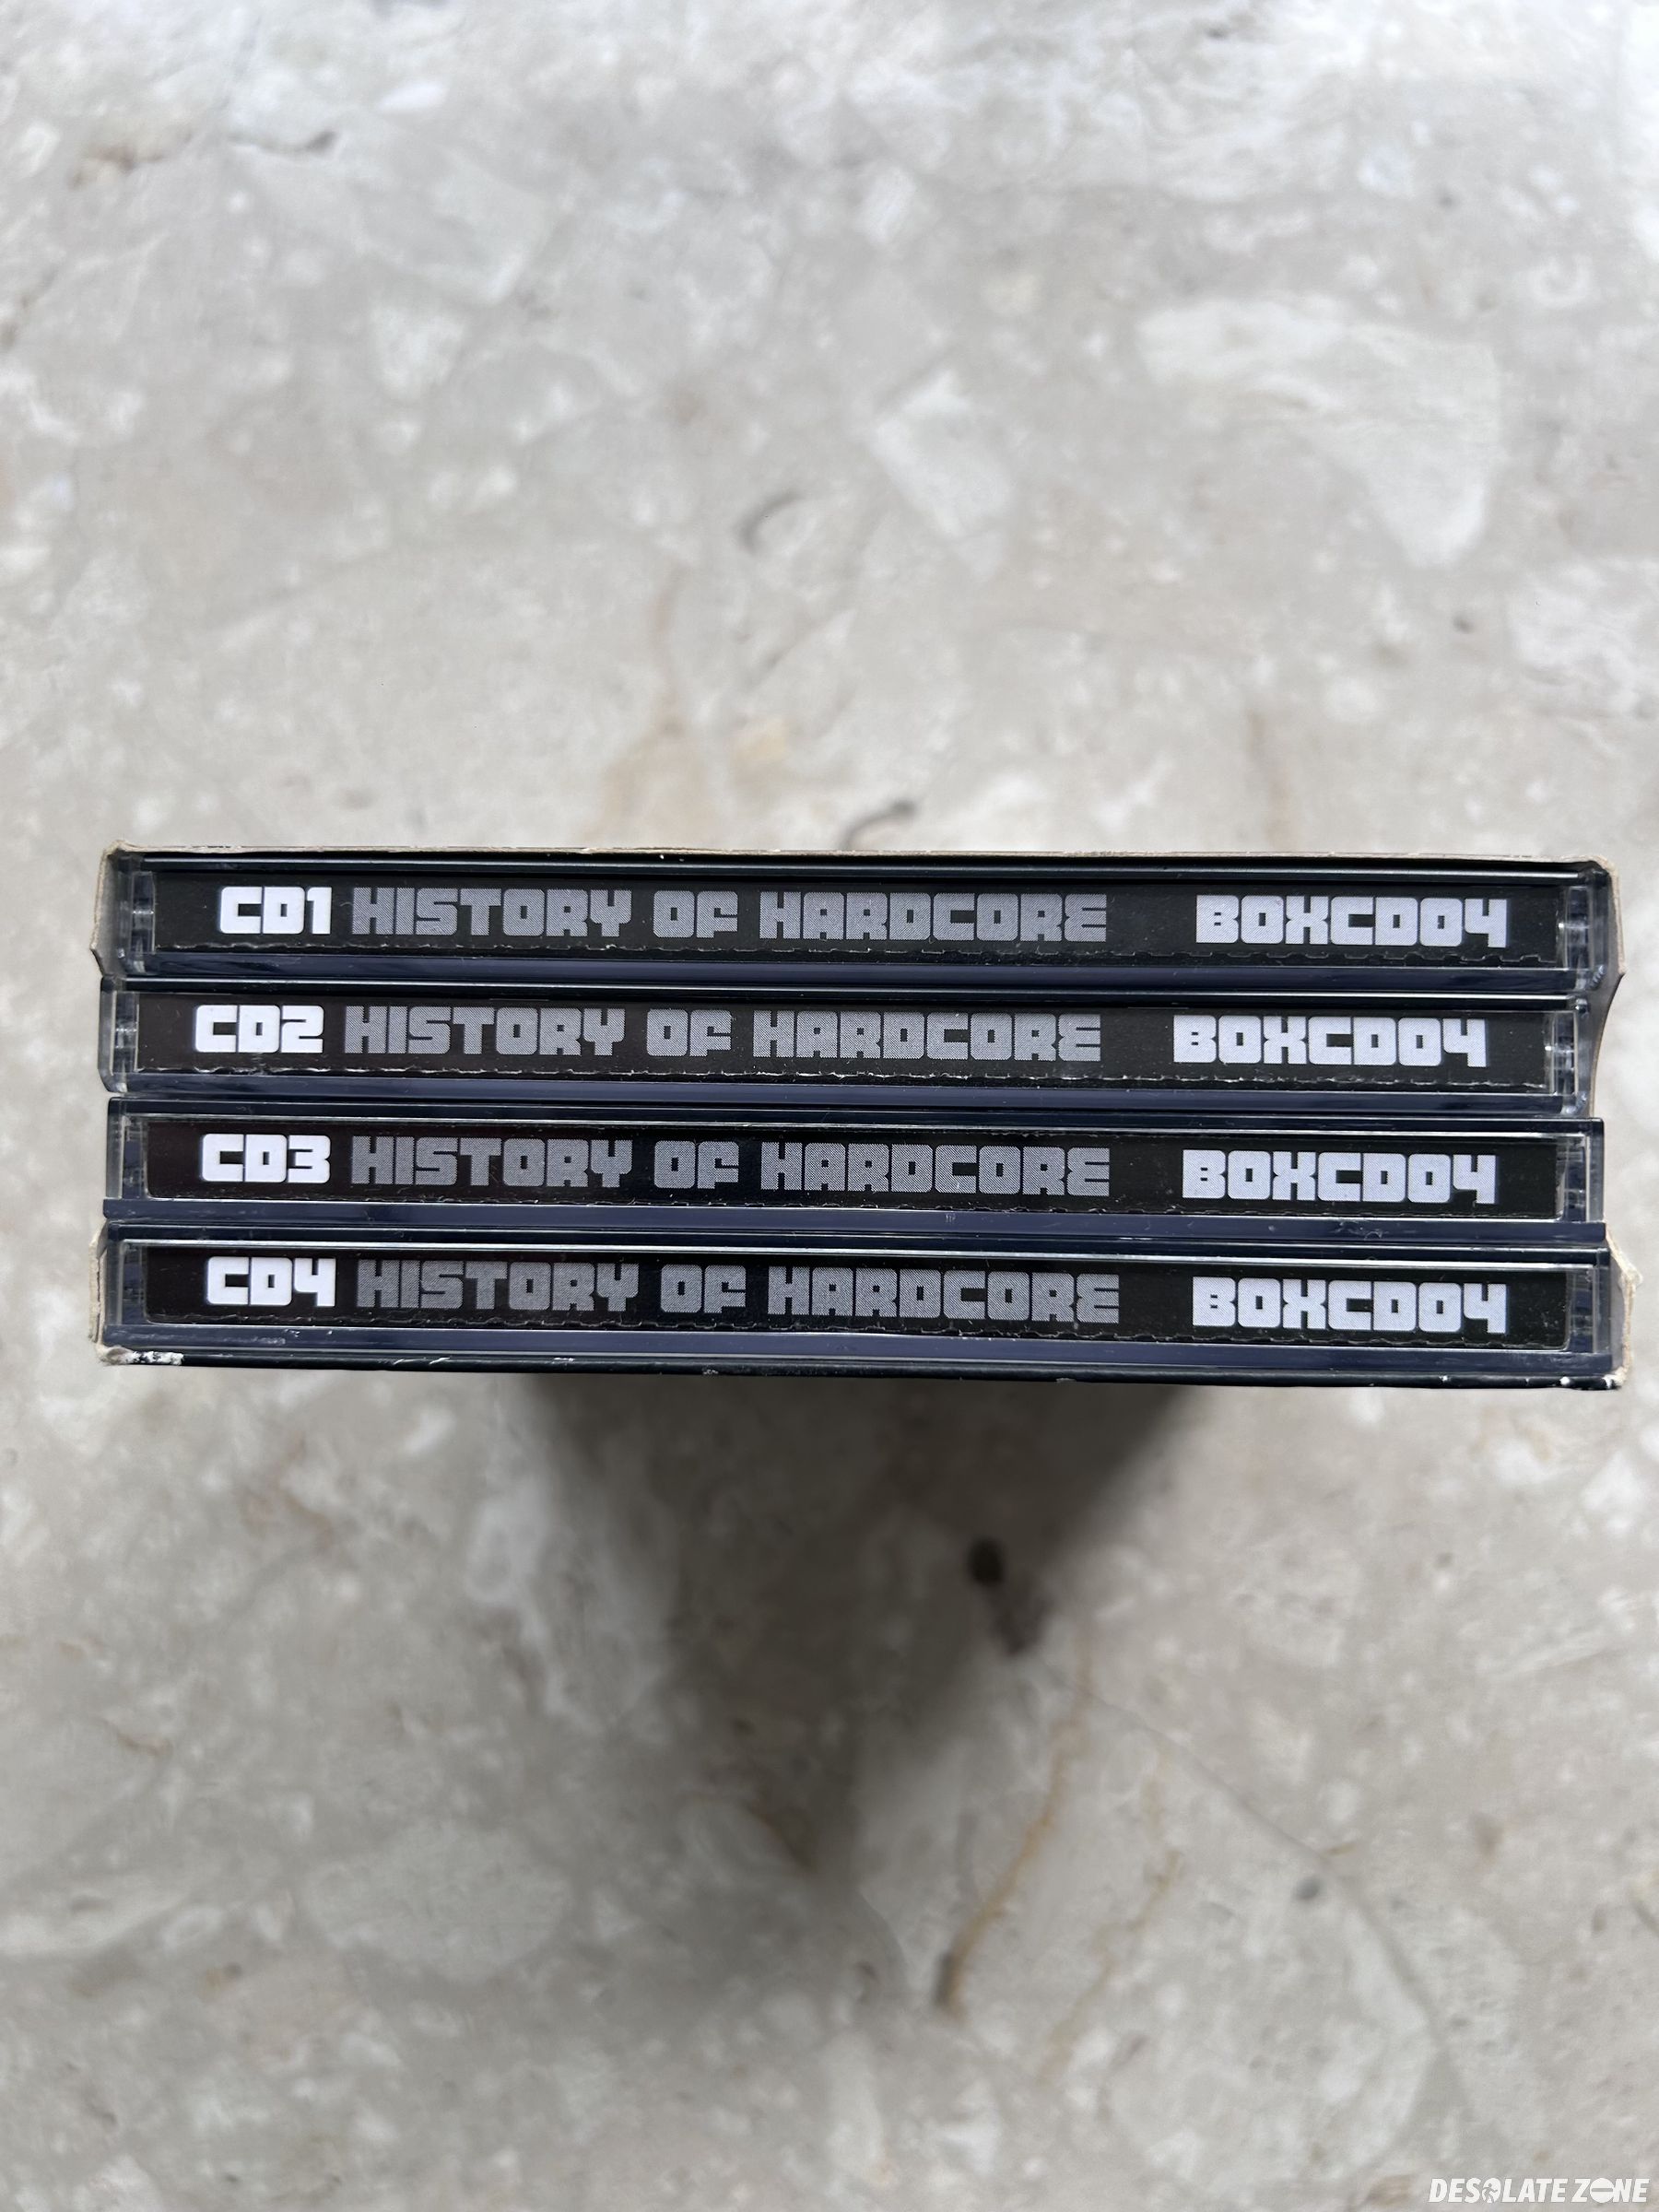 CD1 HISTORY OF HARDCORE BOXCD04
CD2 HISTORY OF HARDCORE BOXCD04
CD3 HISTORY OF HARDCORE BOXCD04
CD4 HISTORY OF HARDCORE BOXCD04
DESOLATE ZONE